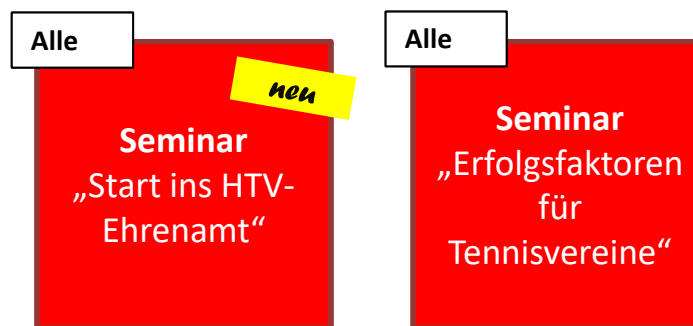 Alle
neu
Seminar
„Start ins HTV-
Ehrenamt“
Alle
Seminar
„Erfolgsfaktoren
für
Tennisvereine“